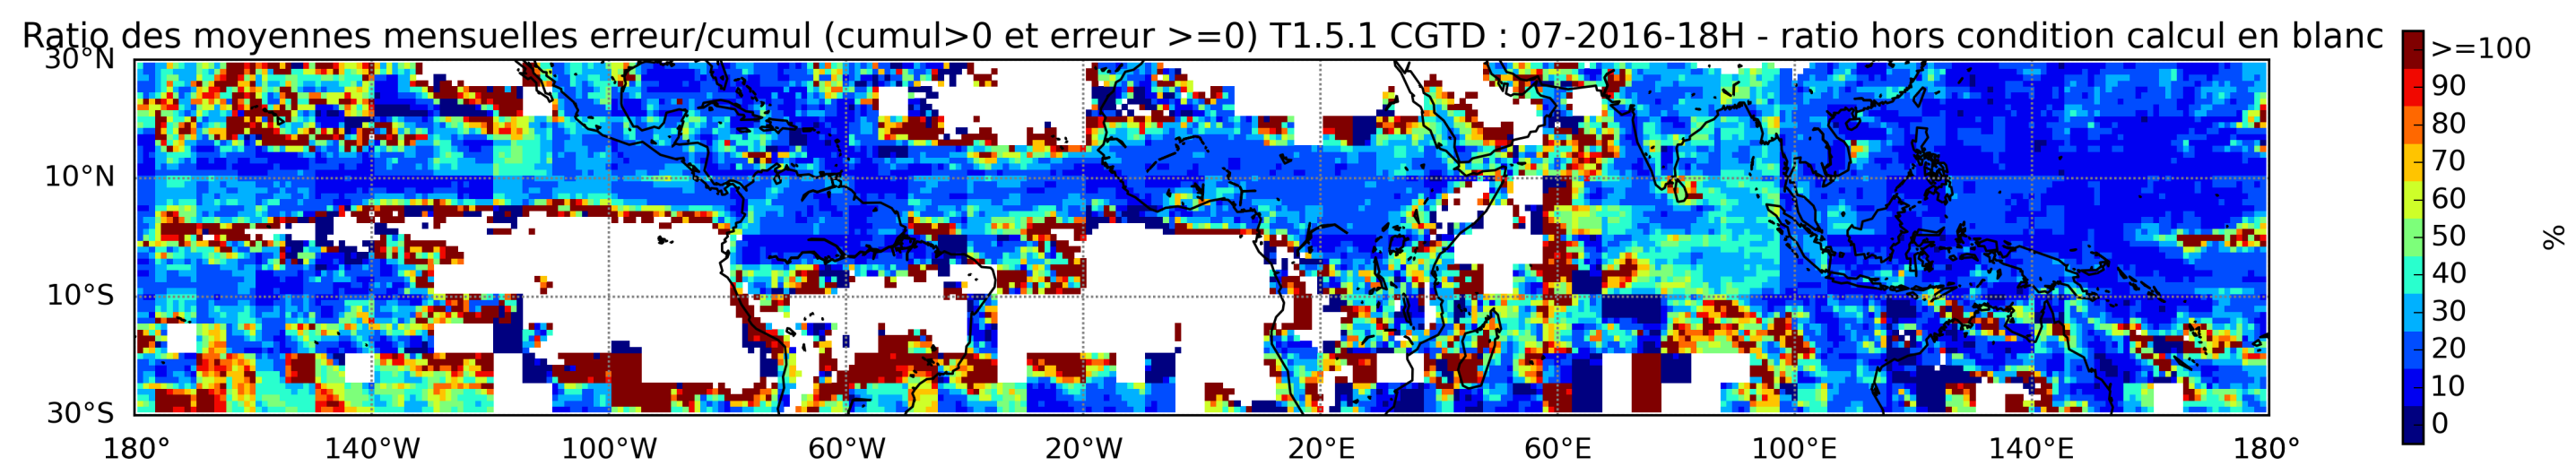 Ratio des moyennes mensuelles erreur/cumul (cumul>0 et erreur >=0) T1.5.1 CGTD : 07-2016-18H - ratio hors condition calcul en blanc
30°N
10°N
10°S
30°S
180°
140°W
100°W
60°W
20°W
20°E
60°E
100°E
140°E
180°
>=100
90
80
70
60
50
40
30
20
10
0
%